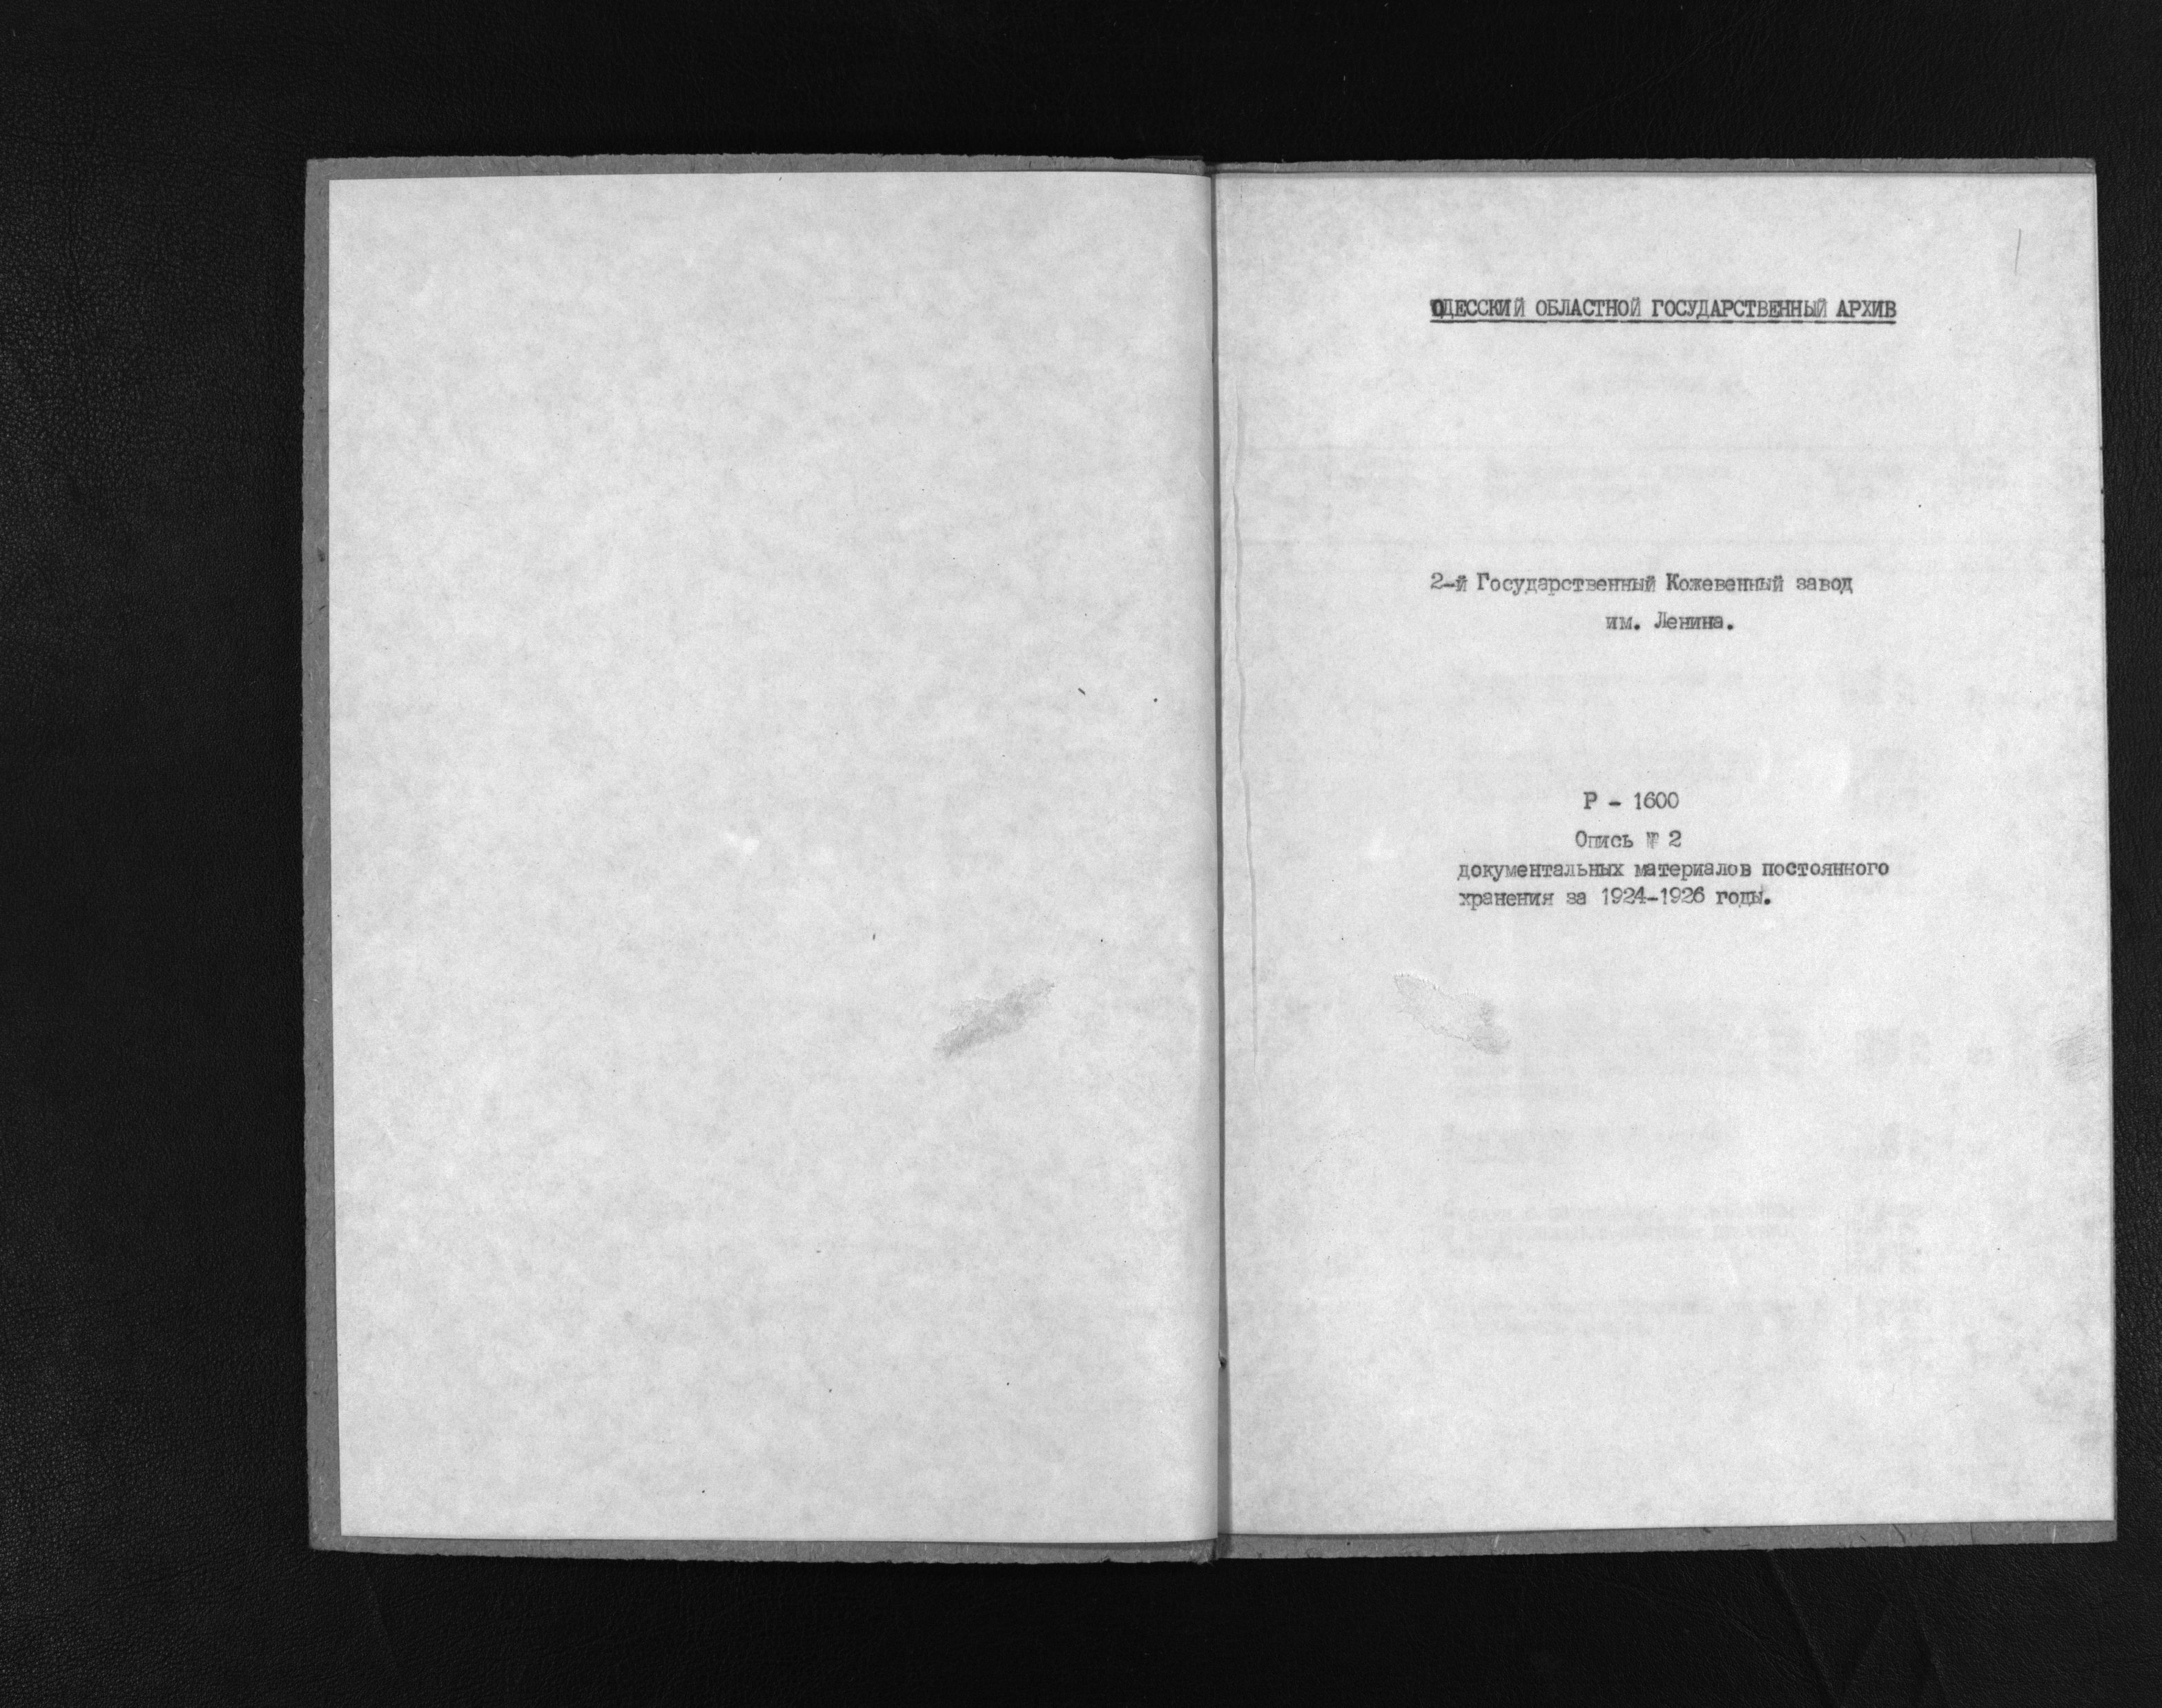 ОДЕССКИЙ ОБЛАСТНОЙ ГОСУДАРСТВЕННЫЙ АРХИВ
2-й Государственный Кожевенный завод
им. Ленина.
Р - 1600
Опись № 2
документальных материалов постоянного
хранения за 1924-1926 годы.